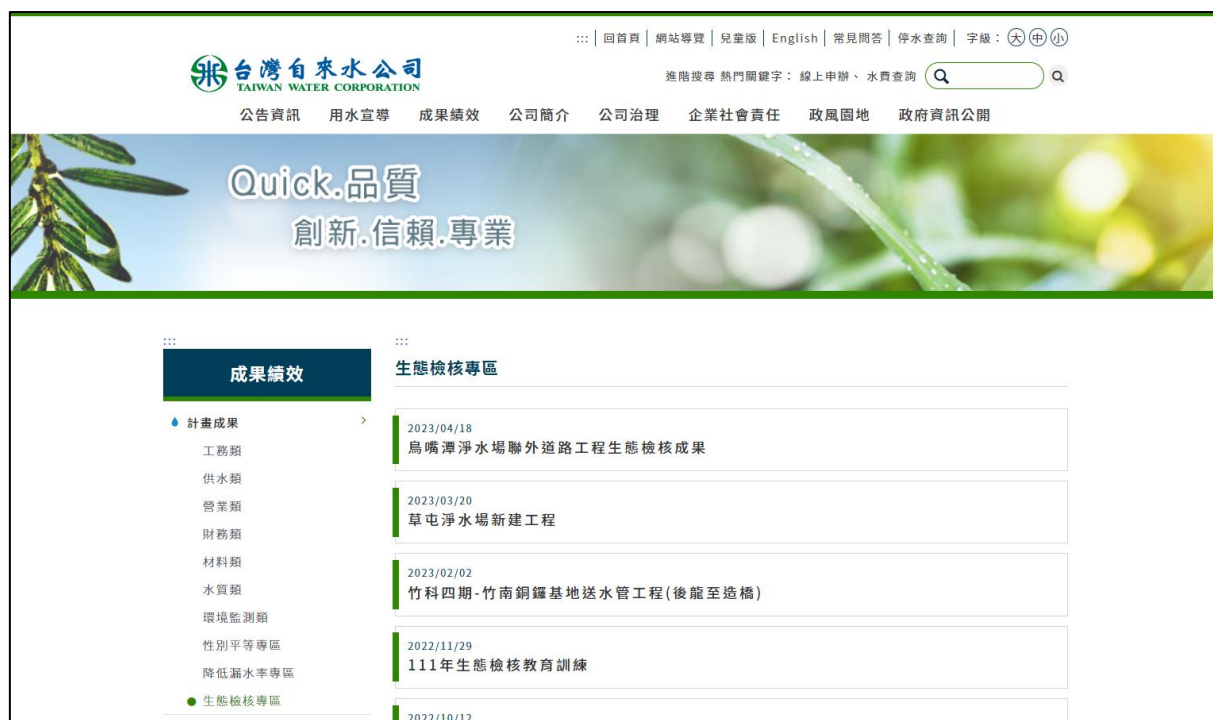 ::: 回首頁 網站導覽 兒童版 English 常見問答 停水查詢 字級：大 中 小
台灣自來水公司
TAIWAN WATER CORPORATION
進階搜尋 熱門關鍵字： 線上申辦、 水費查詢
公告資訊 用水宣導 成果績效 公司簡介 公司治理 企業社會責任 政風園地 政府資訊公開
Quick.品質
創新.信賴.專業
:::
成果績效
計畫成果
工務類
供水類
營業類
財務類
材料類
水質類
環境監測類
性別平等專區
降低漏水率專區
生態檢核專區
:::
生態檢核專區
2023/04/18
鳥嘴潭淨水場聯外道路工程生態檢核成果
2023/03/20
草屯淨水場新建工程
2023/02/02
竹科四期-竹南銅鑼基地送水管工程(後龍至造橋)
2022/11/29
111年生態檢核教育訓練
2022/10/12